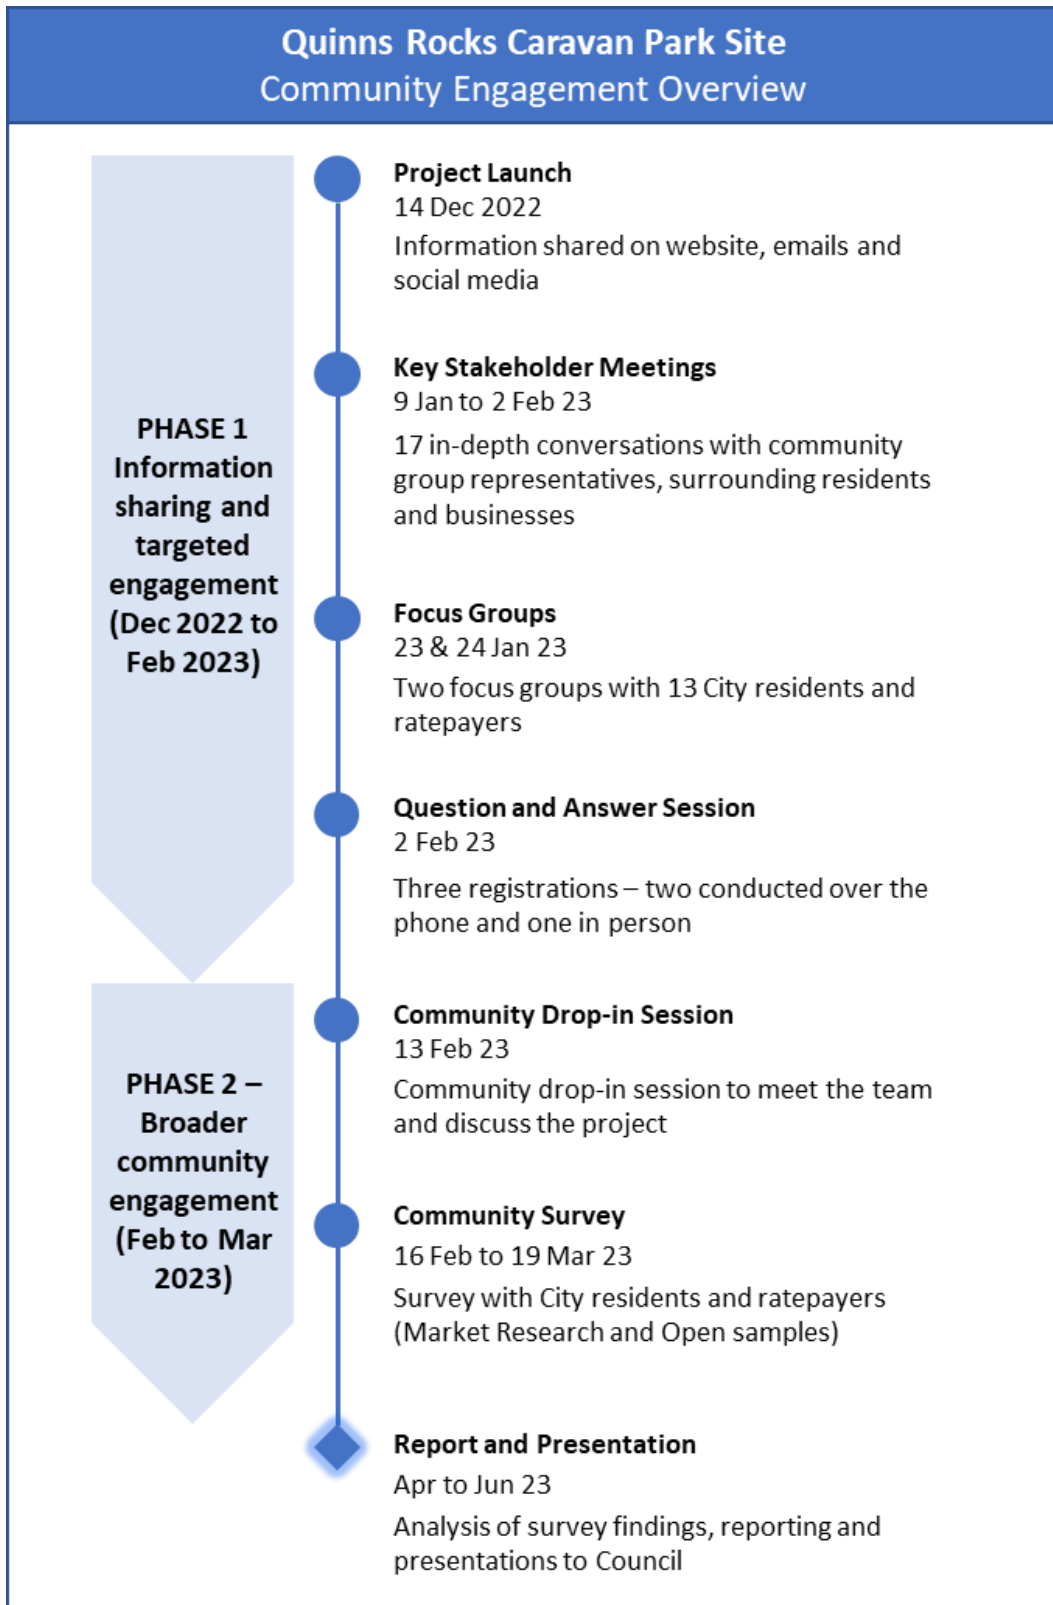 Quinns Rocks Caravan Park Site
Community Engagement Overview
PHASE 1
Information
sharing and
targeted
engagement
(Dec 2022 to
Feb 2023)
Project Launch
14 Dec 2022
Information shared on website, emails and
social media
Key Stakeholder Meetings
9 Jan to 2 Feb 23
17 in-depth conversations with community
group representatives, surrounding residents
and businesses
Focus Groups
23 & 24 Jan 23
Two focus groups with 13 City residents and
ratepayers
Question and Answer Session
2 Feb 23
Three registrations – two conducted over the
phone and one in person
PHASE 2 –
Broader
community
engagement
(Feb to Mar
2023)
Community Drop-in Session
13 Feb 23
Community drop-in session to meet the team
and discuss the project
Community Survey
16 Feb to 19 Mar 23
Survey with City residents and ratepayers
(Market Research and Open samples)
Report and Presentation
Apr to Jun 23
Analysis of survey findings, reporting and
presentations to Council